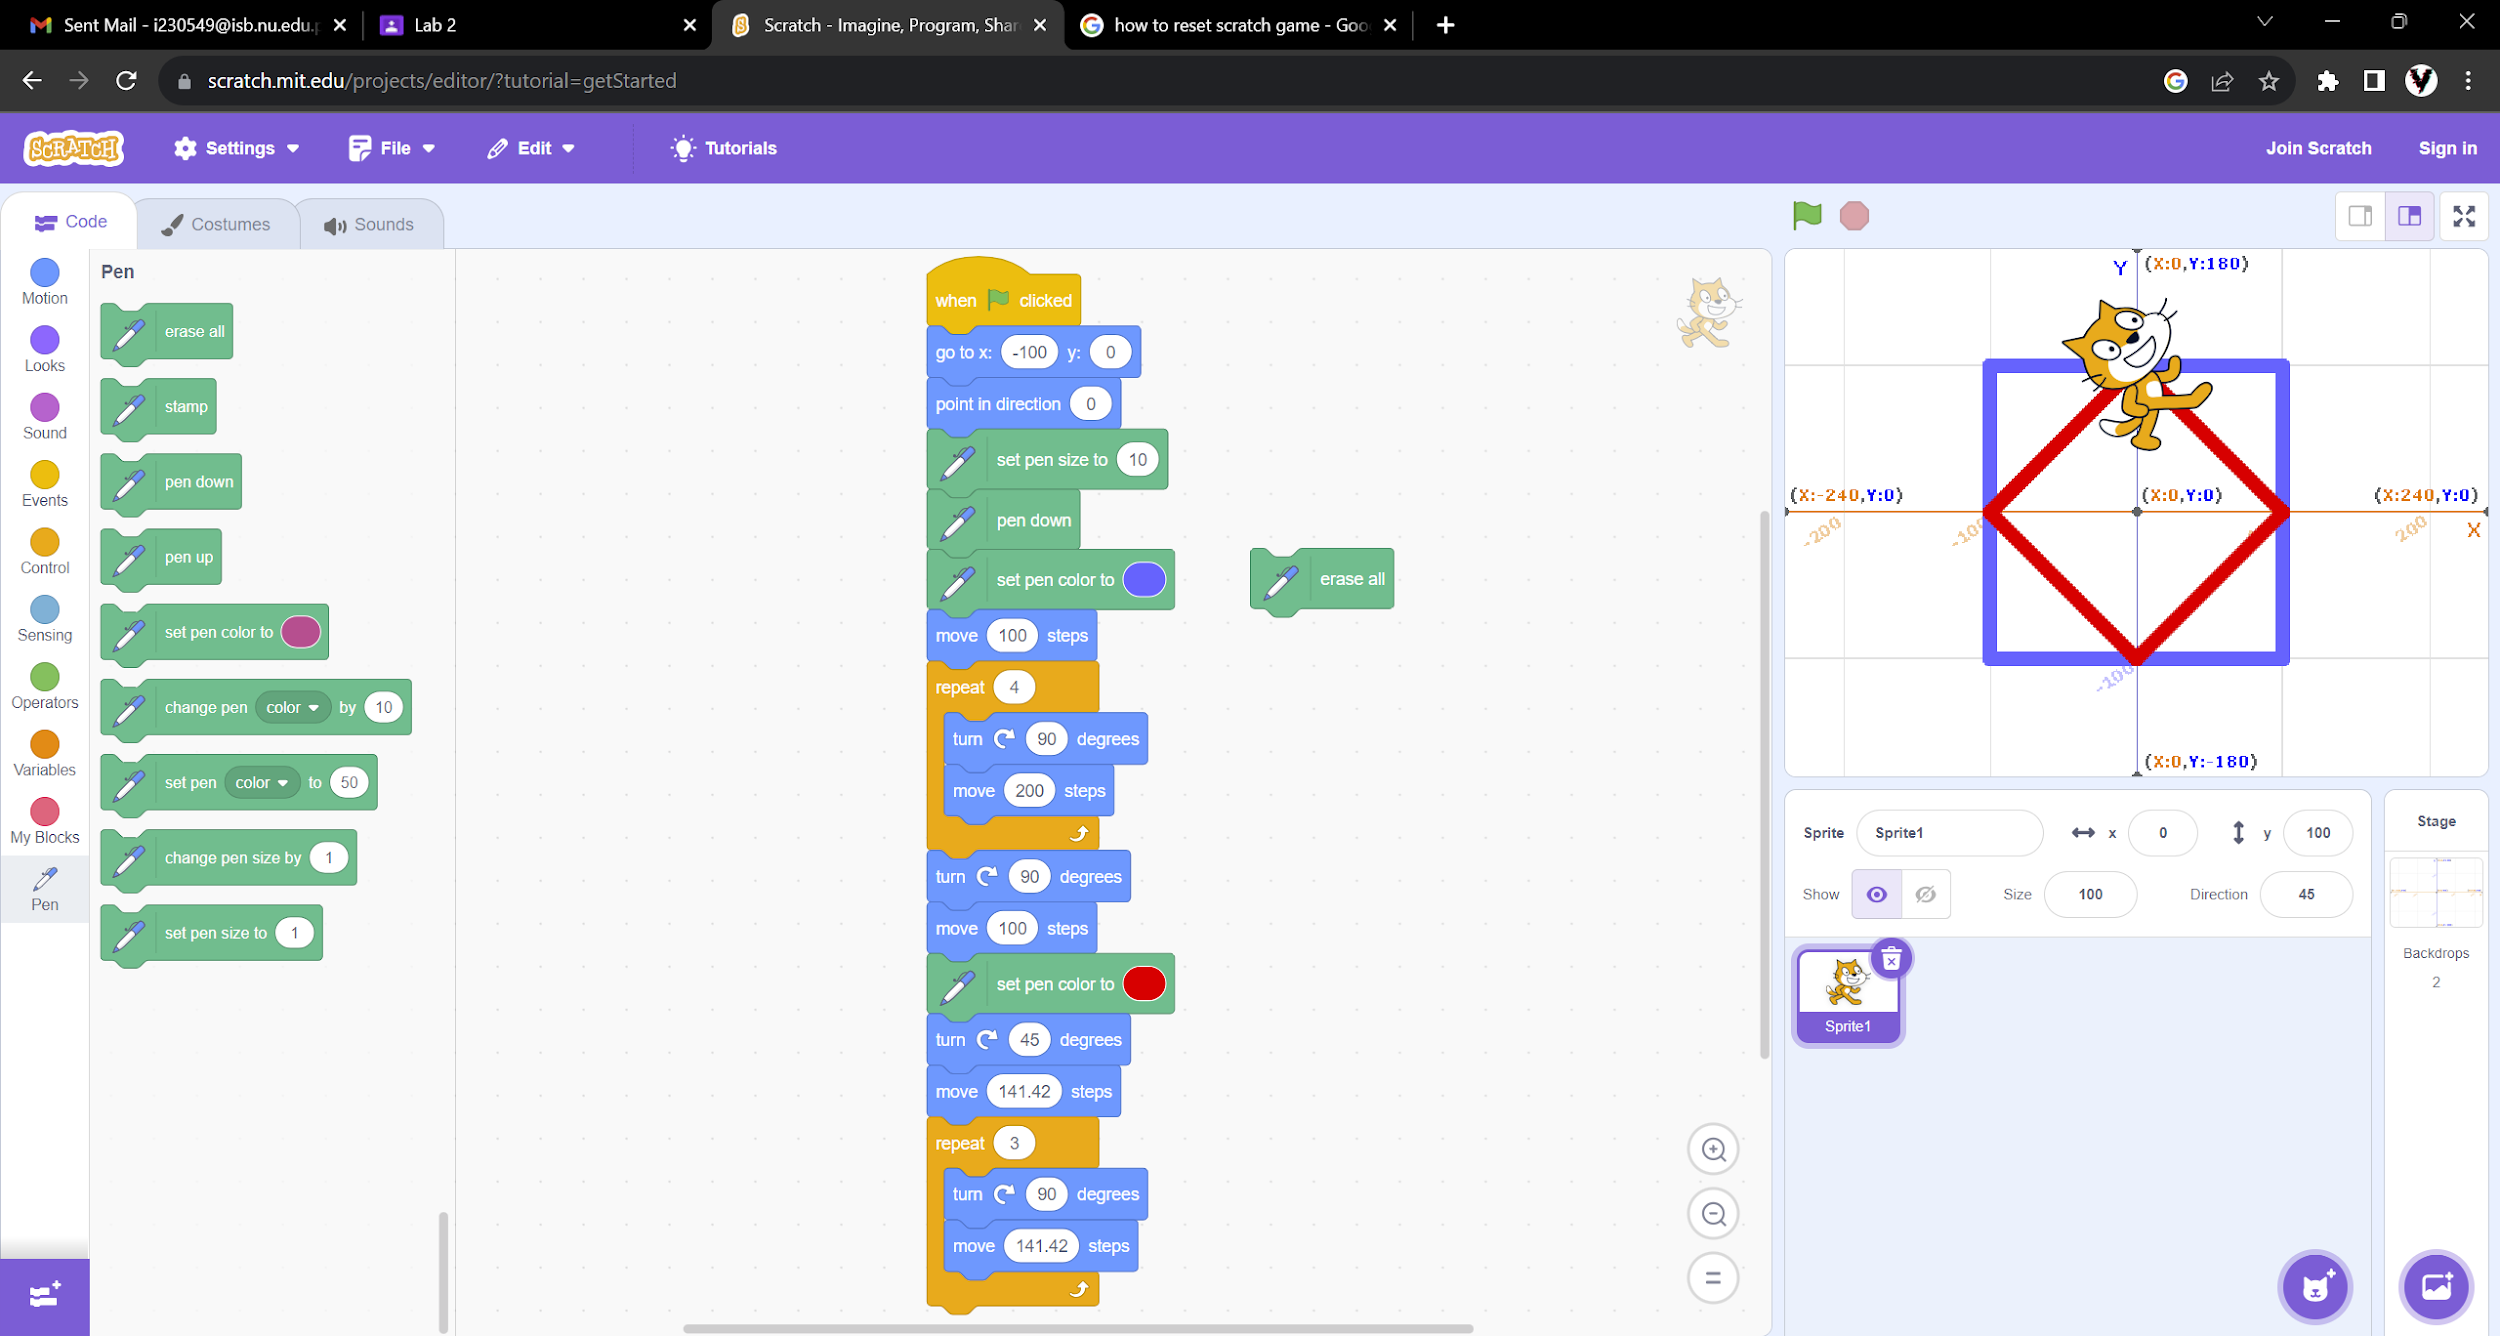 Sent Mail - i230549@isb.nu.edu.p
Lab 2
Scratch - Imagine, Program, Shar
how to reset scratch game - Goo
scratch.mit.edu/projects/editor/?tutorial=getStarted
SCRATCH
Settings
File
Edit
Tutorials
Join Scratch
Sign in
Code
Costumes
Sounds
Motion
Looks
Sound
Events
Control
Sensing
Operators
Variables
My Blocks
Pen
Pen
erase all
stamp
pen down
pen up
set pen color to
change pen color by 10
set pen color to 50
change pen size by 1
set pen size to 1
when clicked
go to x: -100 y: 0
point in direction 0
set pen size to 10
pen down
set pen color to
move 100 steps
repeat 4
turn 90 degrees
move 200 steps
turn 90 degrees
move 100 steps
set pen color to
turn 45 degrees
move 141.42 steps
repeat 3
turn 90 degrees
move 141.42 steps
erase all
Y (X:0,Y:180)
(X:-240,Y:0) (X:0,Y:0) (X:240,Y:0)
-200 -100 200 X
-100
(X:0,Y:-180)
Sprite Sprite1 x 0 y 100
Show Size 100 Direction 45
Sprite1
Stage
Backdrops
2